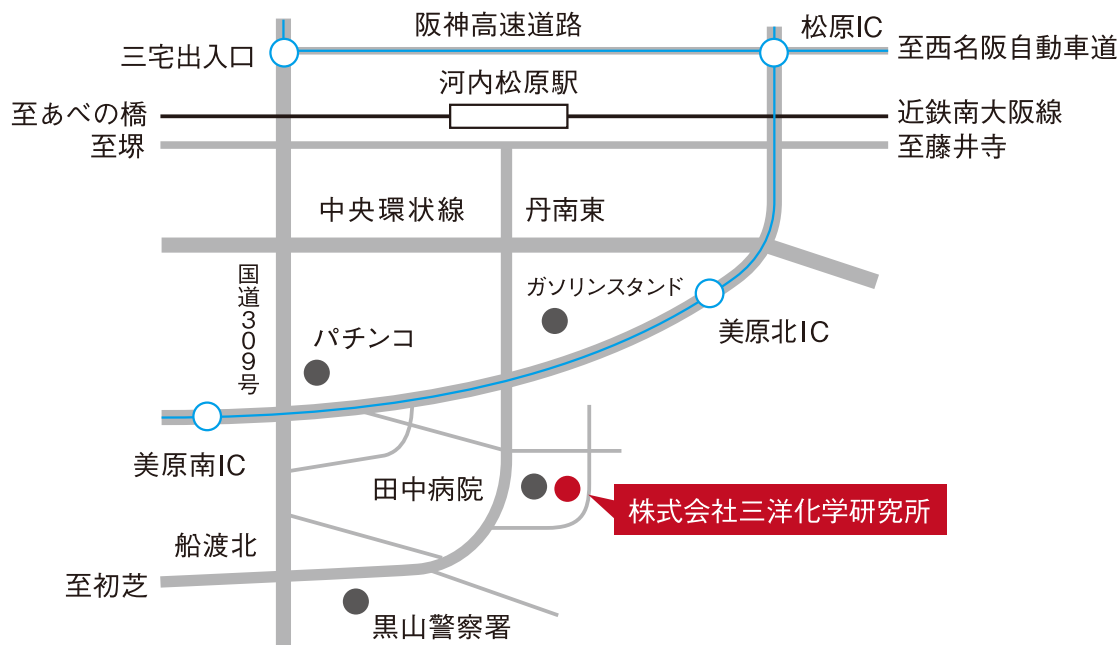 阪神高速道路
松原IC
三宅出入口
至西名阪自動車道
河内松原駅
至あべの橋
近鉄南大阪線
至堺
至藤井寺
中央環状線
丹南東
国道309号
ガソリンスタンド
パチンコ
美原北IC
美原南IC
田中病院
株式会社三洋化学研究所
船渡北
至初芝
黒山警察署